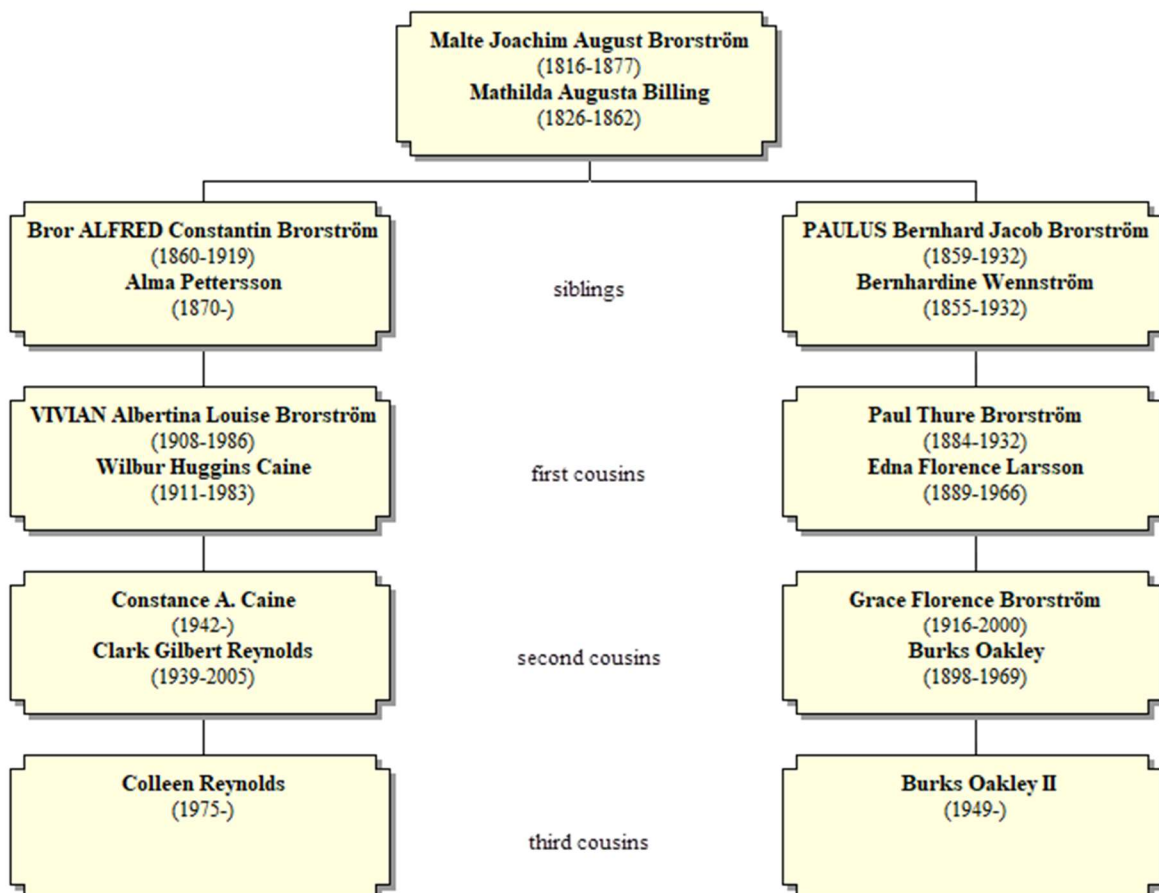 Malte Joachim August Brorström
(1816-1877)
Mathilda Augusta Billing
(1826-1862)
Bror ALFRED Constantin Brorström
(1860-1919)
Alma Pettersson
(1870-)
siblings
PAULUS Bernhard Jacob Brorström
(1859-1932)
Bernhardine Wennström
(1855-1932)
VIVIAN Albertina Louise Brorström
(1908-1986)
Wilbur Huggins Caine
(1911-1983)
first cousins
Paul Thure Brorström
(1884-1932)
Edna Florence Larsson
(1889-1966)
Constance A. Caine
(1942-)
Clark Gilbert Reynolds
(1939-2005)
second cousins
Grace Florence Brorström
(1916-2000)
Burks Oakley
(1898-1969)
Colleen Reynolds
(1975-)
third cousins
Burks Oakley II
(1949-)